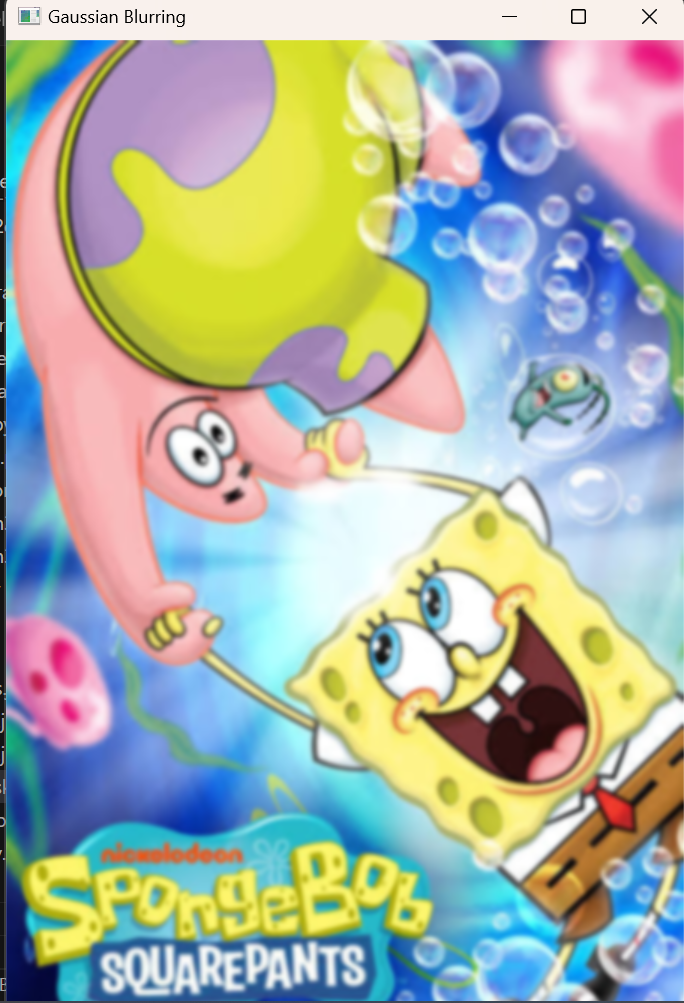 Gaussian Blurring
nickelodeon
SpongeBob
SQUAREPANTS